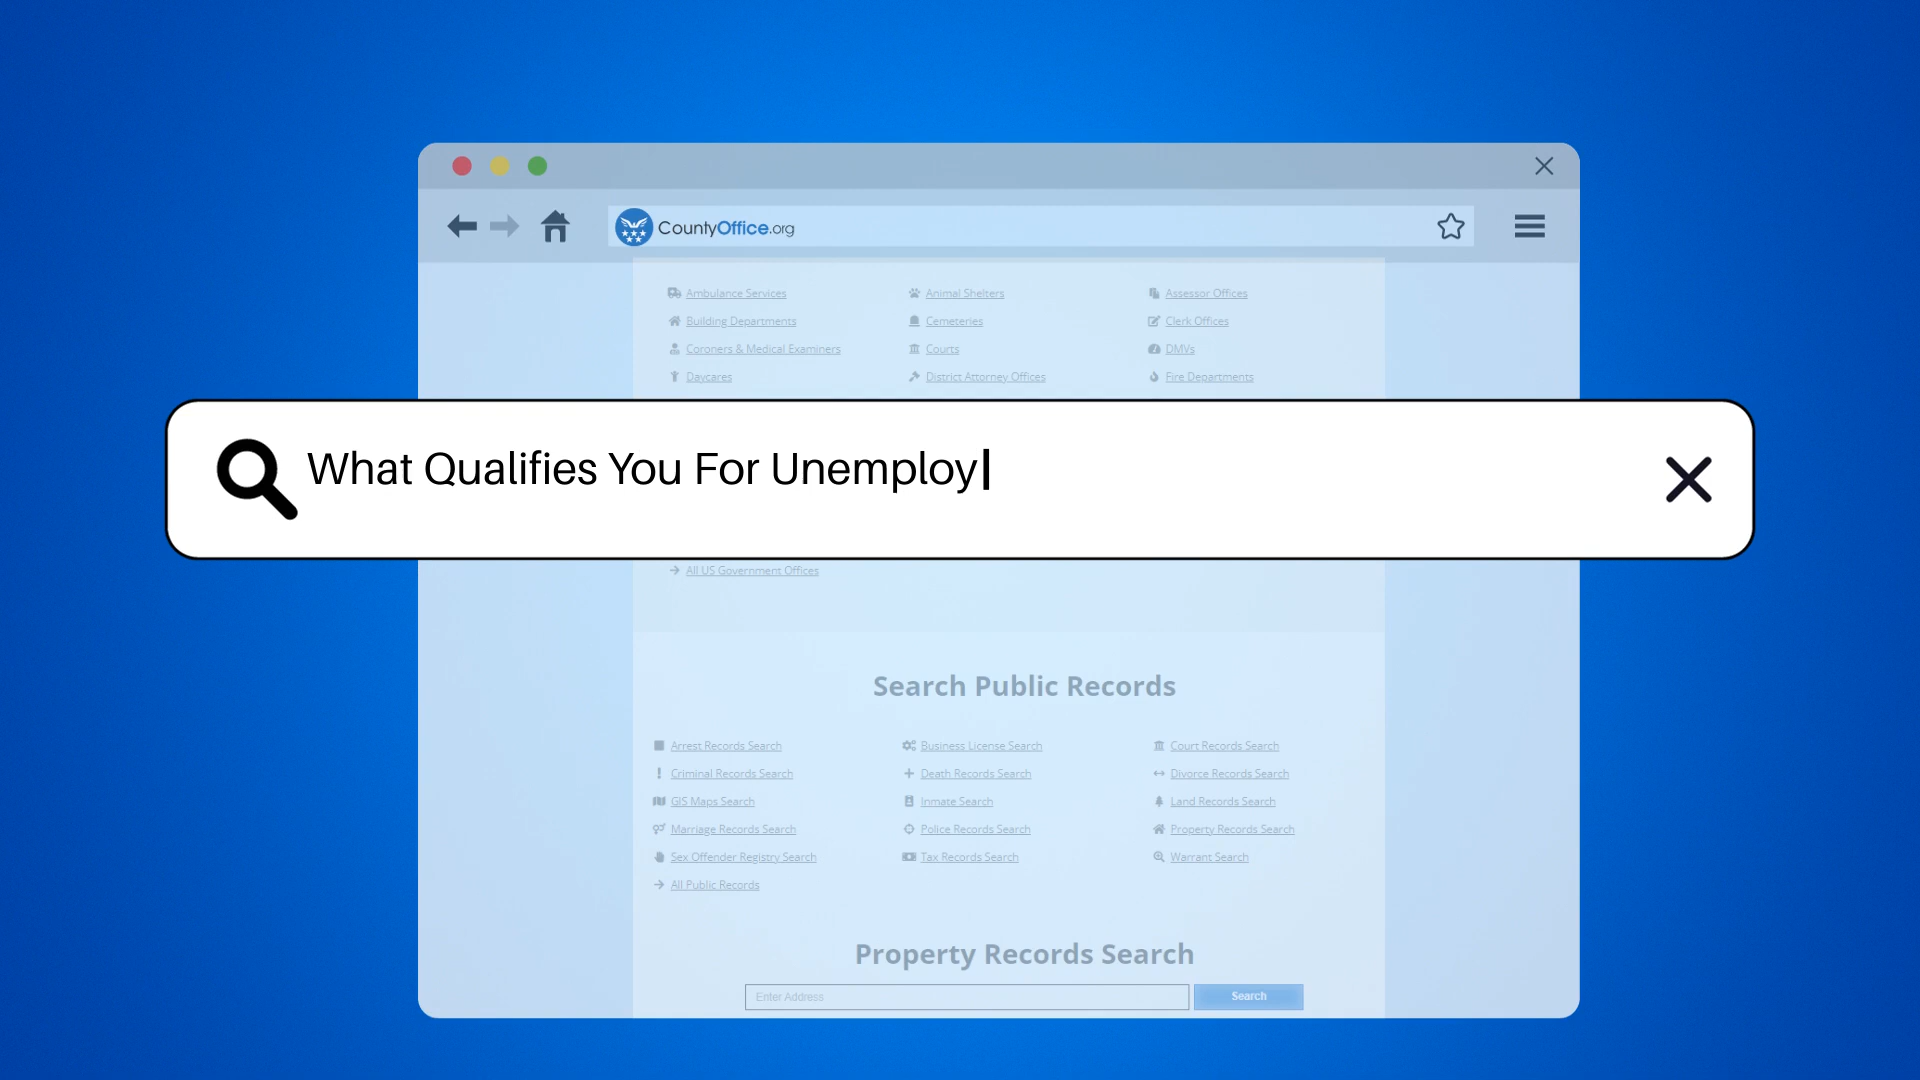 CountyOffice.org
Ambulance Services Animal Shelters Assessor Offices
Building Departments Cemeteries Clerk Offices
Coroners & Medical Examiners Courts DMVs
Daycares District Attorney Offices Fire Departments
What Qualifies You For Unemploy
All US Government Offices
Search Public Records
Arrest Records Search Business License Search Court Records Search
Criminal Records Search Death Records Search Divorce Records Search
GIS Maps Search Inmate Search Land Records Search
Marriage Records Search Police Records Search Property Records Search
Sex Offender Registry Search Tax Records Search Warrant Search
All Public Records
Property Records Search
Enter Address Search